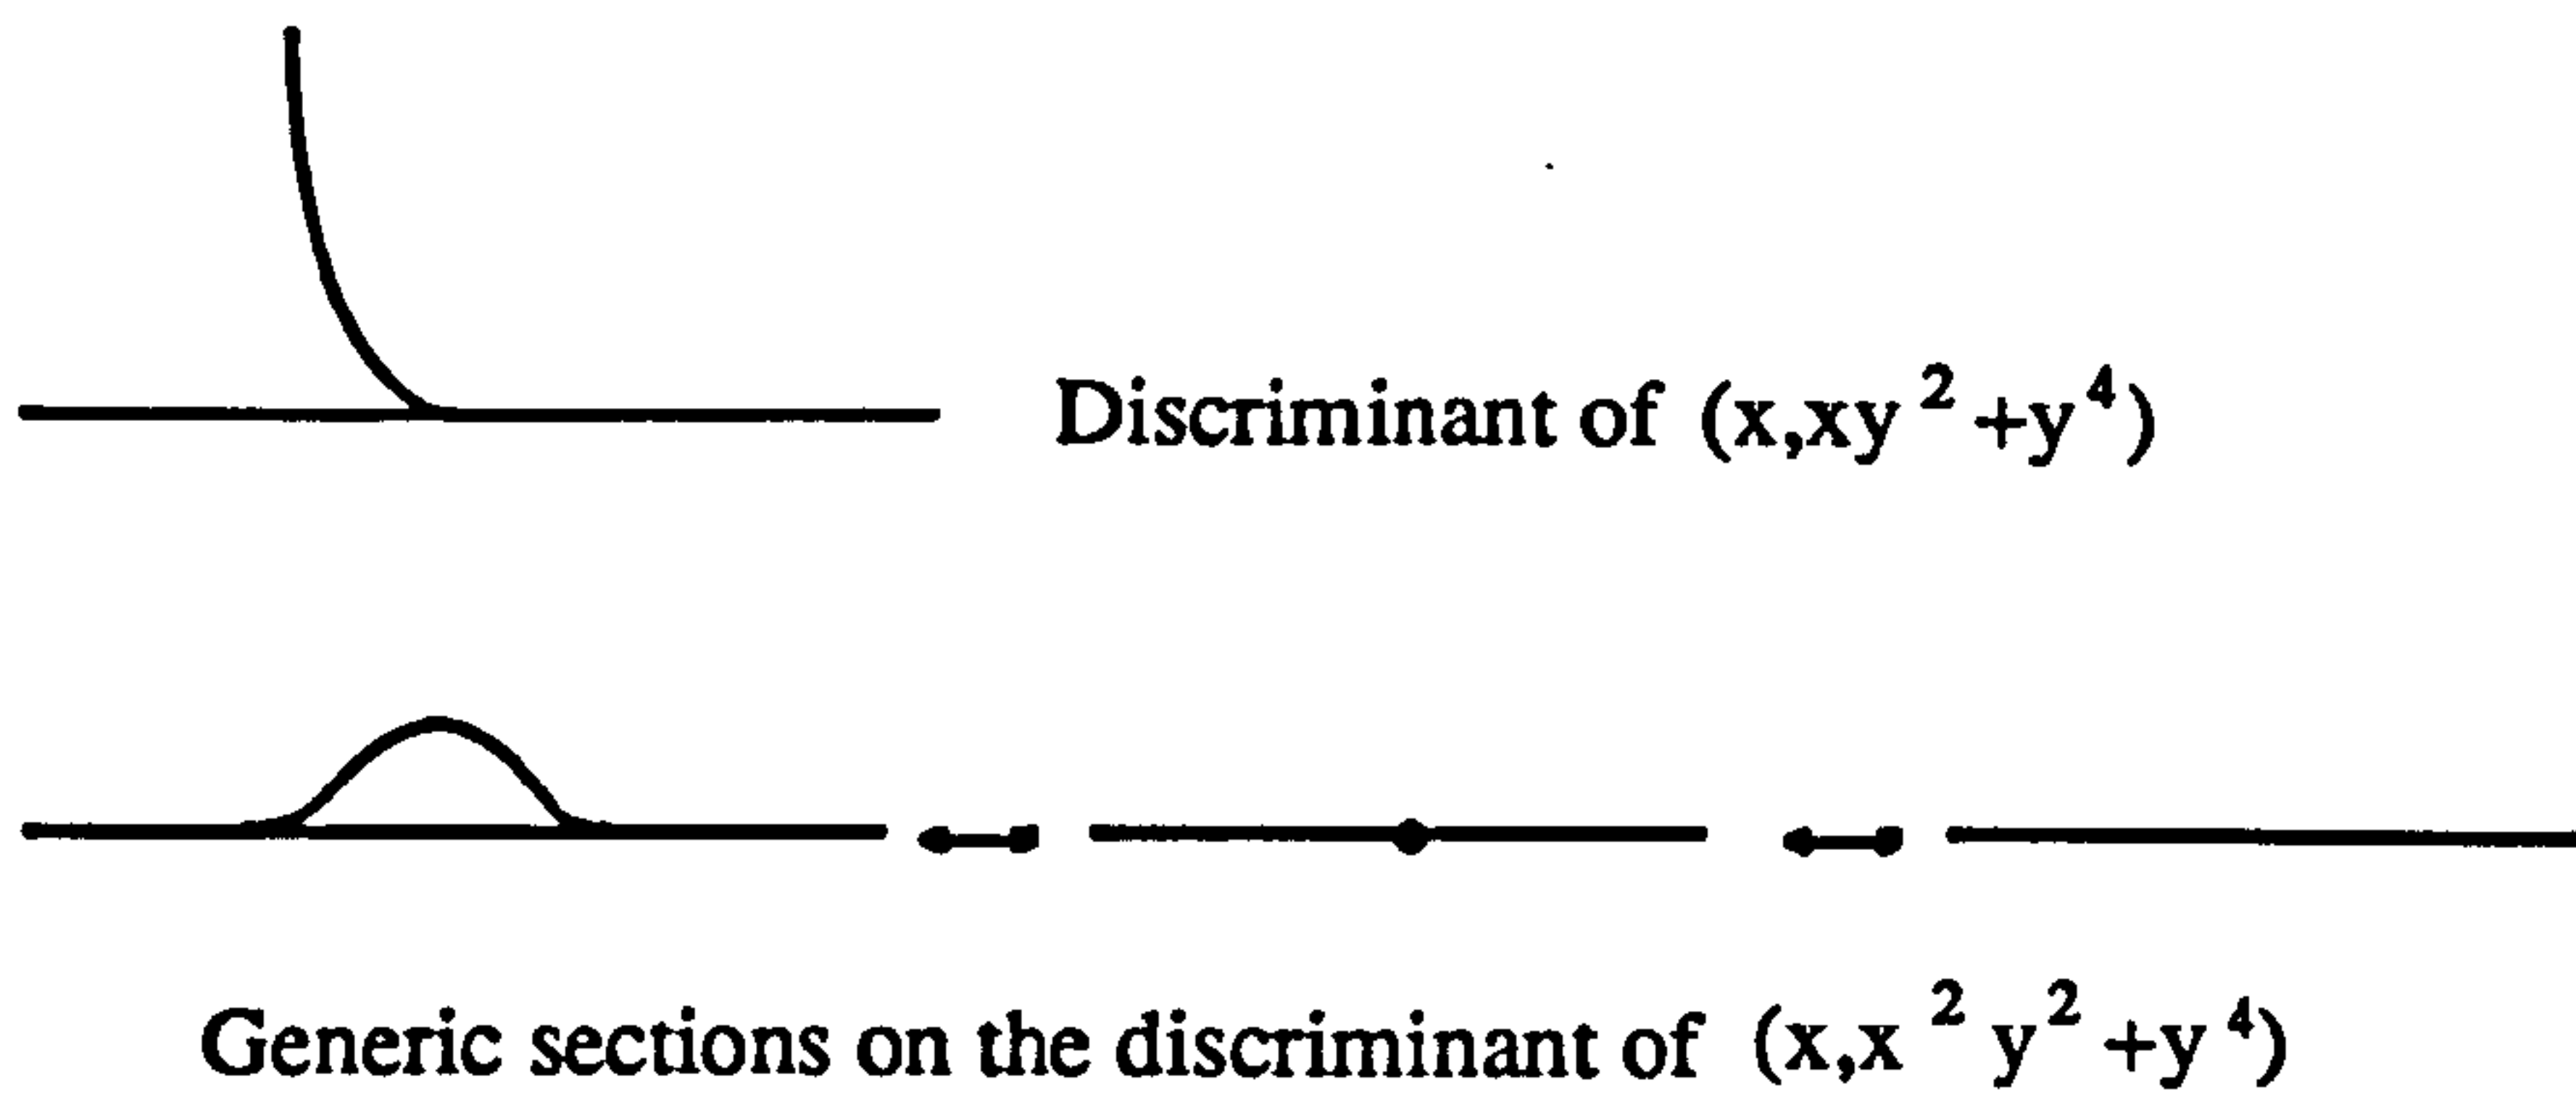 Discriminant of (x,xy²+y⁴)
Generic sections on the discriminant of (x,x²y²+y⁴)